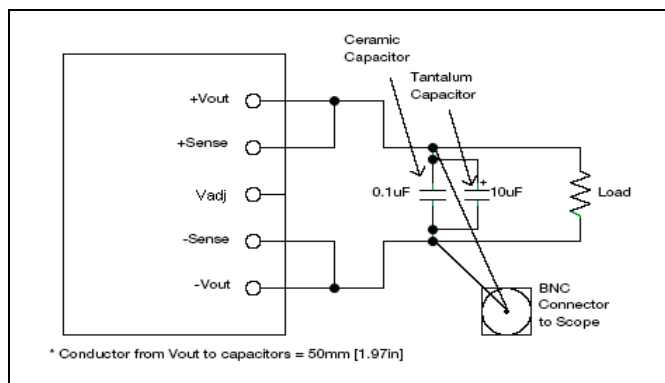 Ceramic
Capacitor
Tantalum
Capacitor
+Vout
+Sense
Vadj
-Sense
-Vout
0.1uF
+
10uF
Load
BNC
Connector
to Scope
* Conductor from Vout to capacitors = 50mm [1.97in]